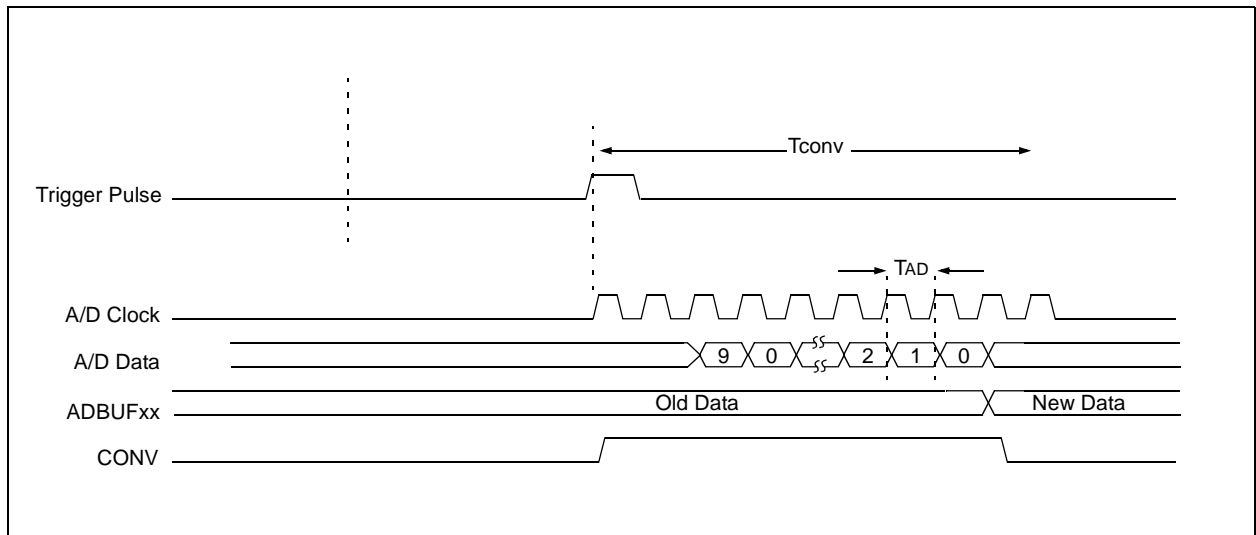 Tconv
Trigger Pulse
TAD
A/D Clock
A/D Data
9 0 2 1 0
ADBUFxx
Old Data
New Data
CONV